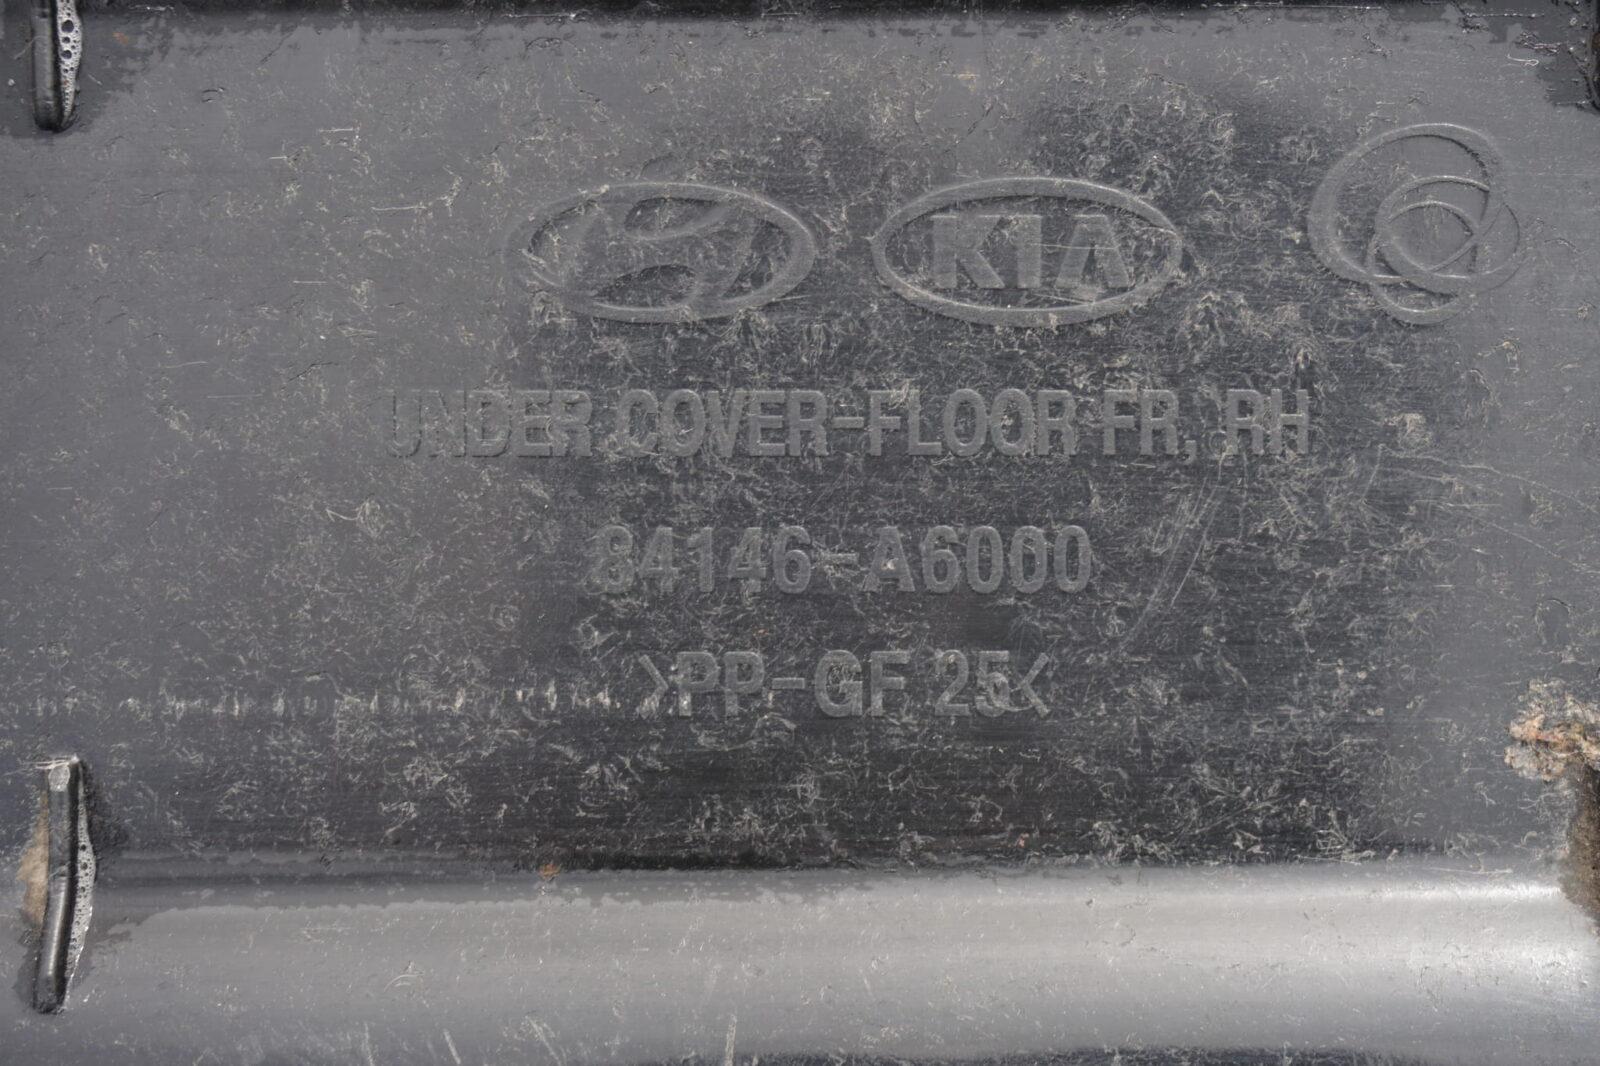 KIA
UNDER COVER-FLOOR FR, RH
84146-A6000
>PP-GF 25<